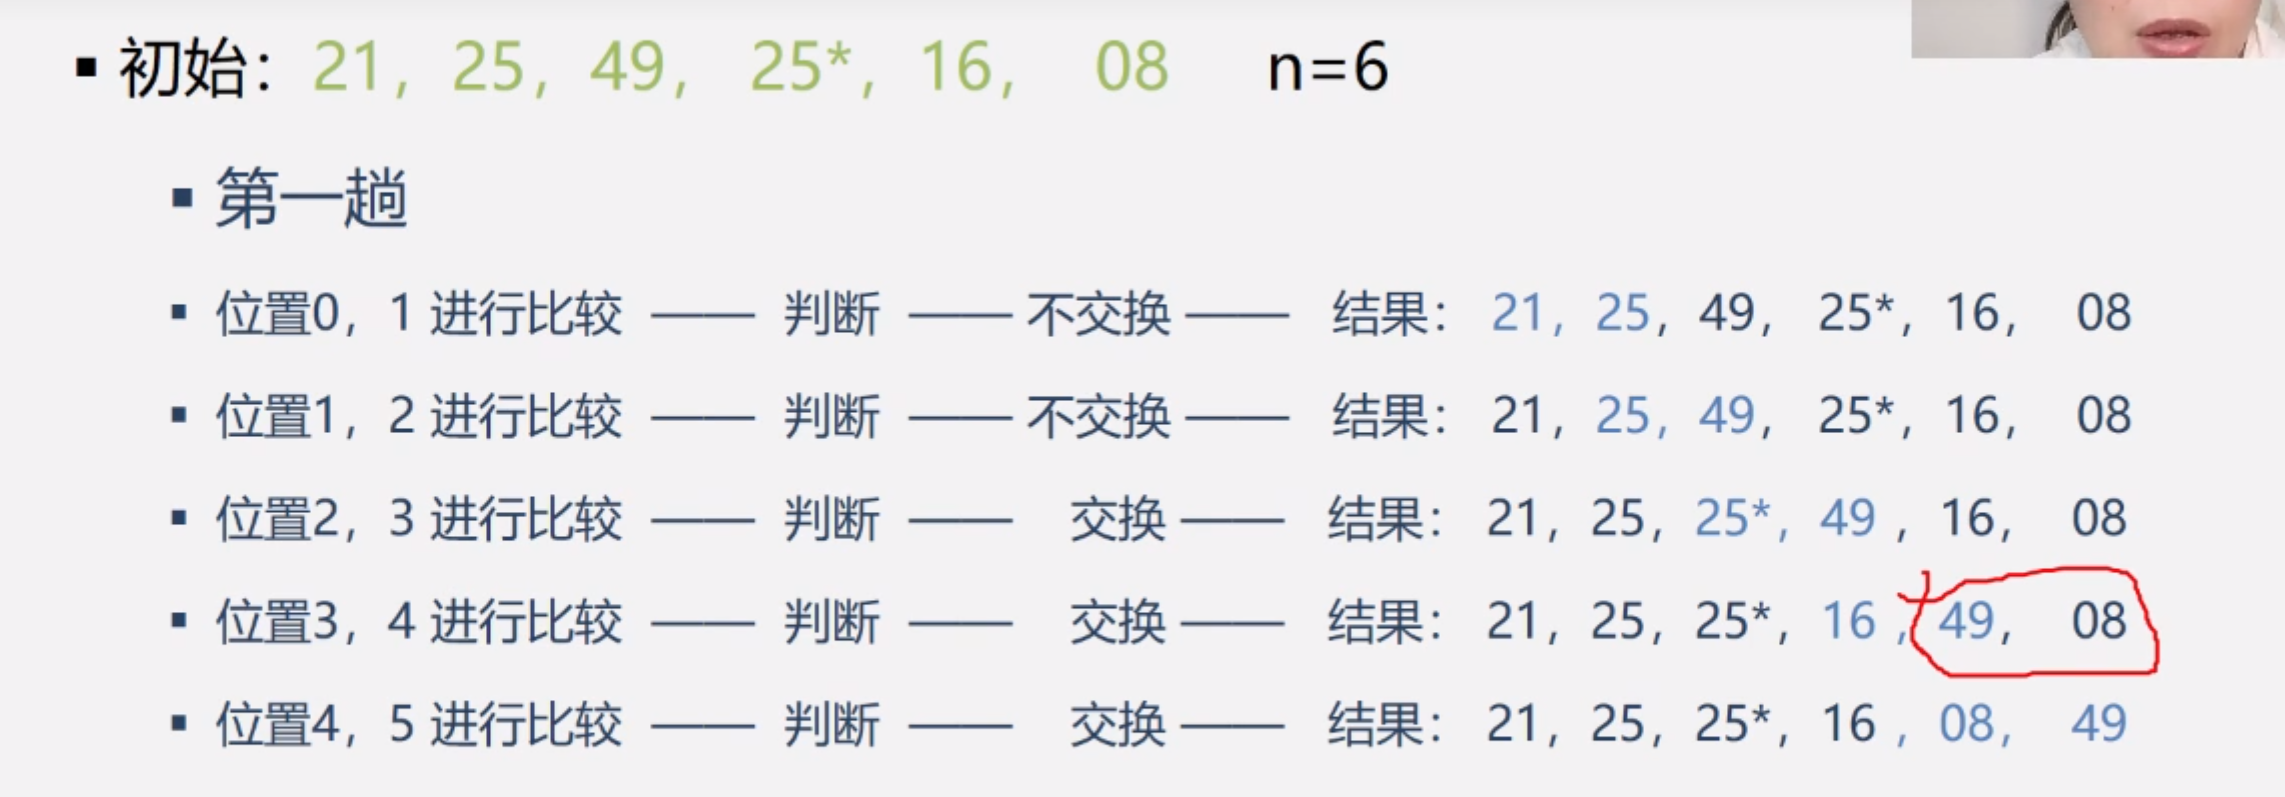 ▪ 初始：21, 25, 49, 25*, 16, 08 n=6
▪ 第一趟
▪ 位置0，1 进行比较 —— 判断 —— 不交换 —— 结果：21, 25, 49, 25*, 16, 08
▪ 位置1，2 进行比较 —— 判断 —— 不交换 —— 结果：21, 25, 49, 25*, 16, 08
▪ 位置2，3 进行比较 —— 判断 —— 交换 —— 结果：21, 25, 25*, 49 , 16, 08
▪ 位置3，4 进行比较 —— 判断 —— 交换 —— 结果：21, 25, 25*, 16 , 49, 08
▪ 位置4，5 进行比较 —— 判断 —— 交换 —— 结果：21, 25, 25*, 16 , 08, 49